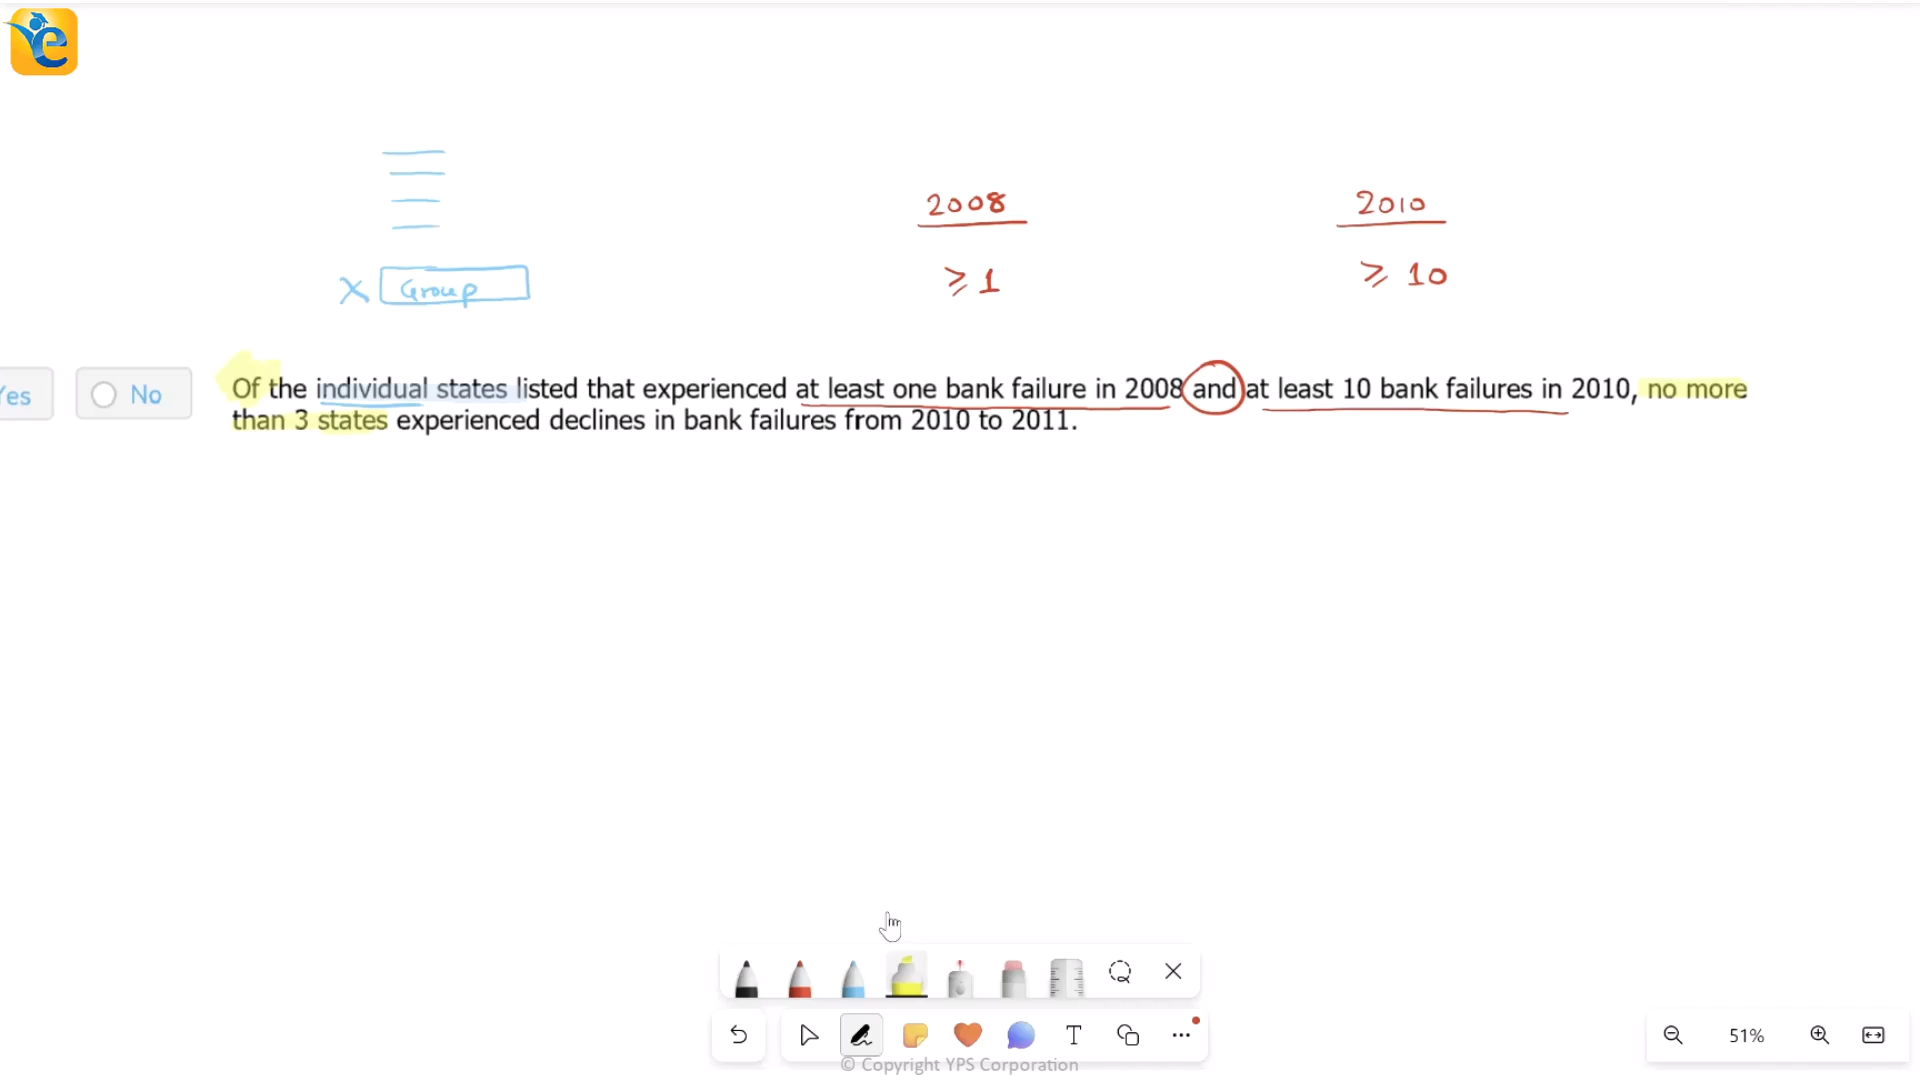 e
2008
2010
≥ 1
≥ 10
X Group
Yes
No
Of the individual states listed that experienced at least one bank failure in 2008 and at least 10 bank failures in 2010, no more
than 3 states experienced declines in bank failures from 2010 to 2011.
T
51%
© Copyright YPS Corporation